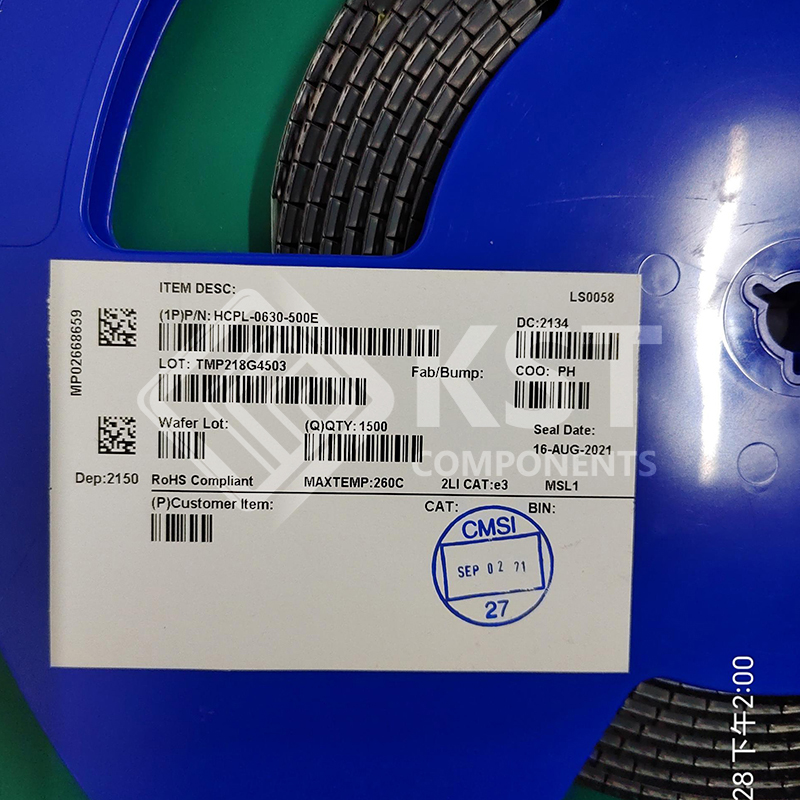 ITEM DESC:
LS0058
(1P)P/N: HCPL-0630-500E
DC:2134
LOT: TMP218G4503
Fab/Bump:
COO: PH
Wafer Lot:
(Q)QTY:1500
Seal Date:
16-AUG-2021
MP02668659
Dep:2150
RoHS Compliant
MAXTEMP:260C
2LI CAT:e3
MSL1
(P)Customer Item:
CAT:
BIN:
CMSI
SEP 02 21
27
KST
COMPONENTS
28 下午2:00